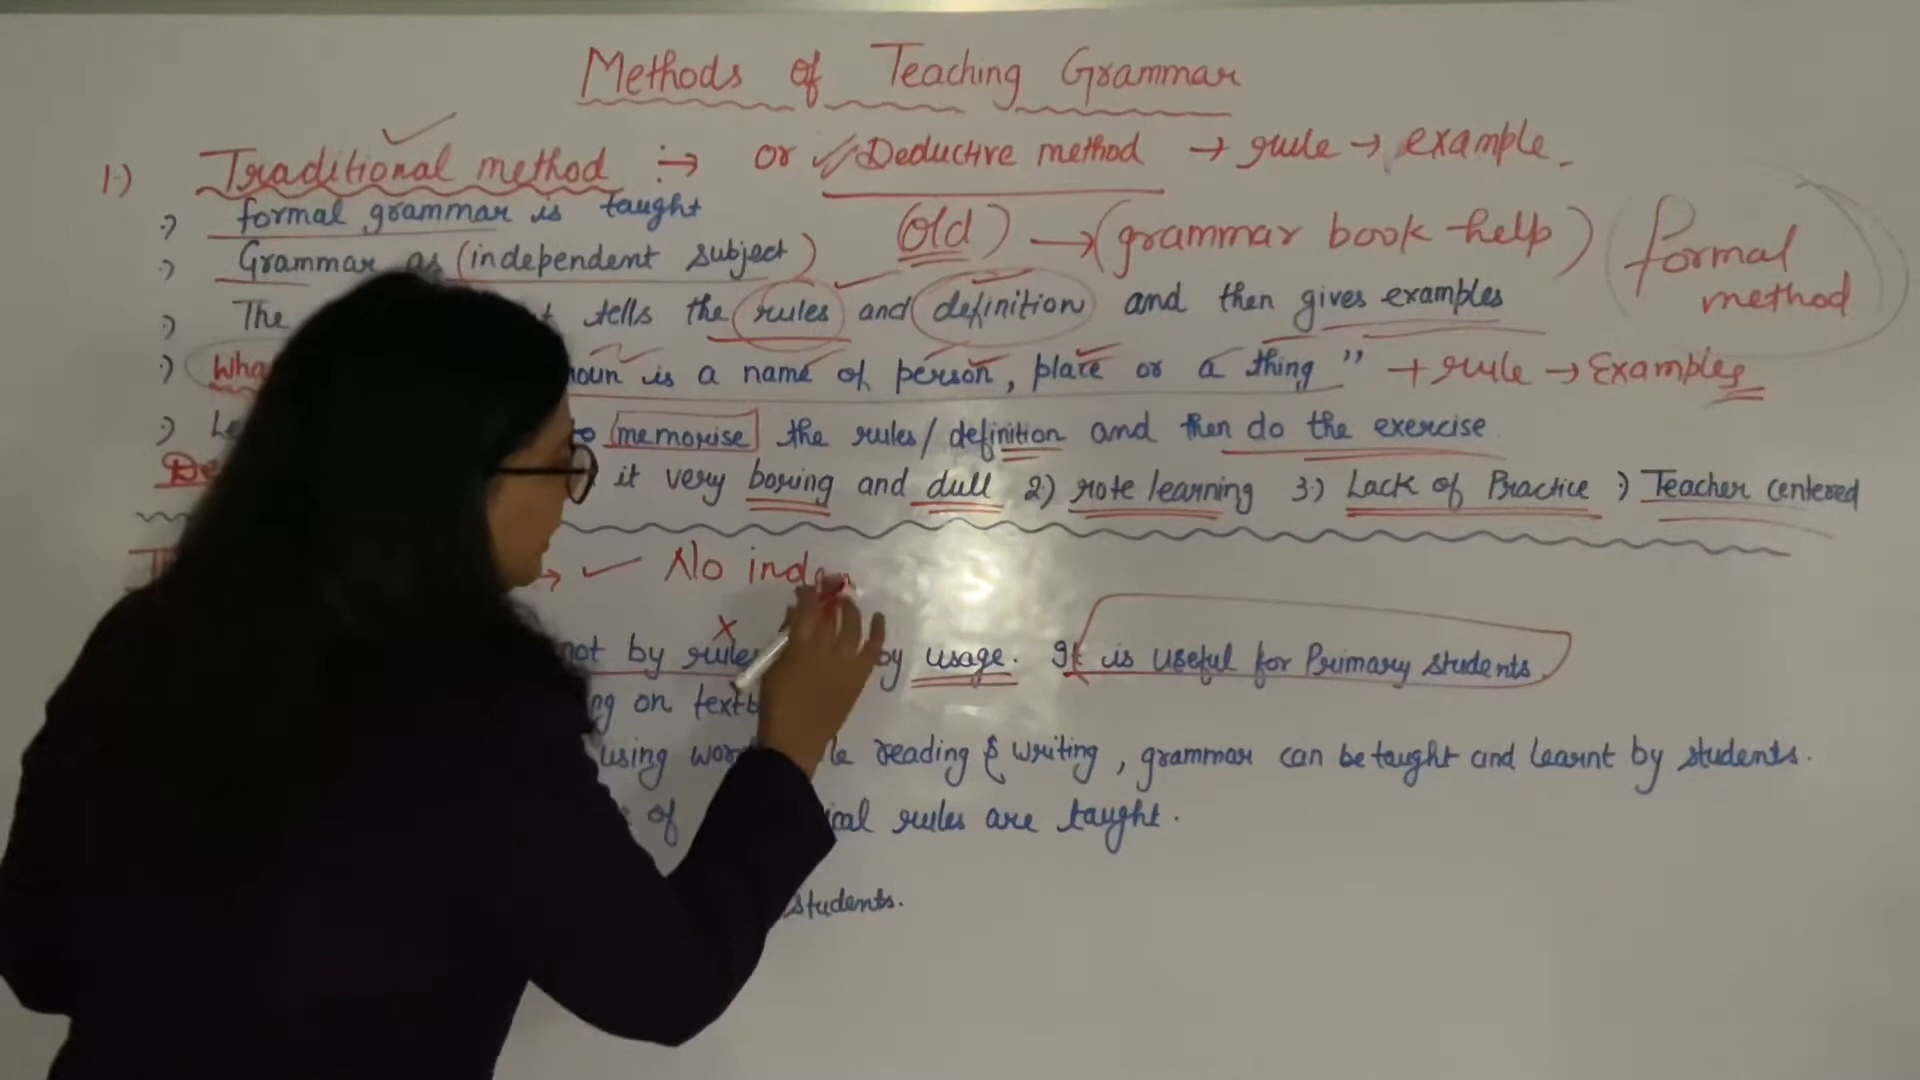 Methods of Teaching Grammar
1.) Traditional method :→ or Deductive method → rule → example.
formal grammar is taught
(old) → (grammar book help)
formal method
Grammar as (independent subject)
The tells the rules and definition and then gives examples
noun is a name of person, place or a thing" + rule → Examples
memorise the rules/definition and then do the exercise
it very boring and dull 2) rote learning 3.) Lack of Practice :) Teacher centered
→ No
not by rules by usage. It is useful for Primary students
on
using reading & writing, grammar can be taught and learnt by students.
of rules are taught.
students.